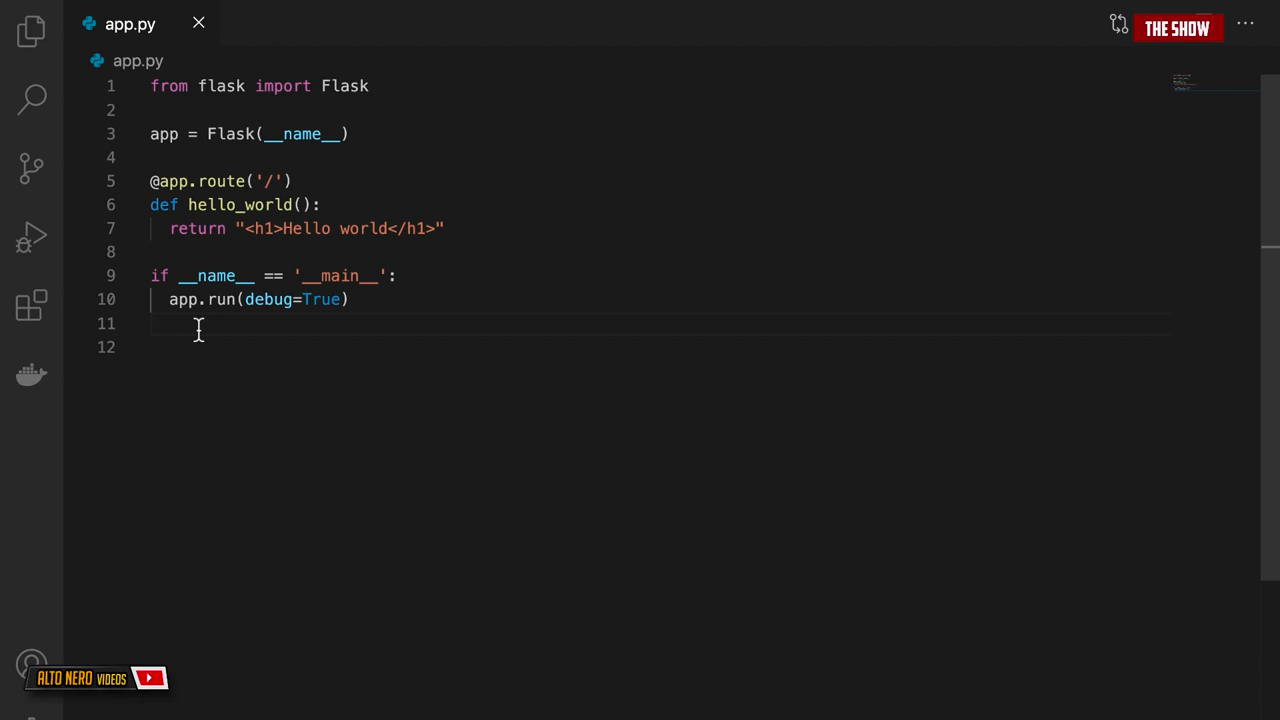 app.py
THE SHOW
app.py
1 from flask import Flask
2
3 app = Flask(__name__)
4
5 @app.route('/')
6 def hello_world():
7 return "<h1>Hello world</h1>"
8
9 if __name__ == '__main__':
10 app.run(debug=True)
11
12
ALTO NERO VIDEOS